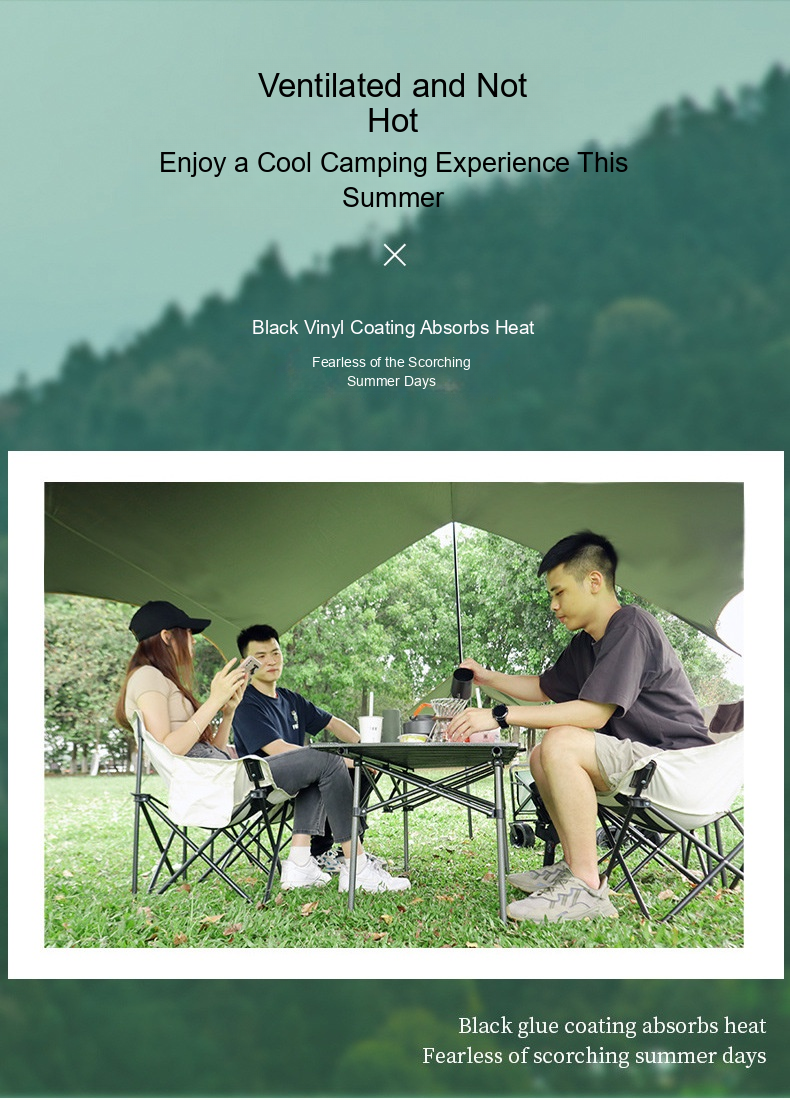 Ventilated and Not
Hot
Enjoy a Cool Camping Experience This
Summer
Black Vinyl Coating Absorbs Heat
Fearless of the Scorching
Summer Days
Black glue coating absorbs heat
Fearless of scorching summer days